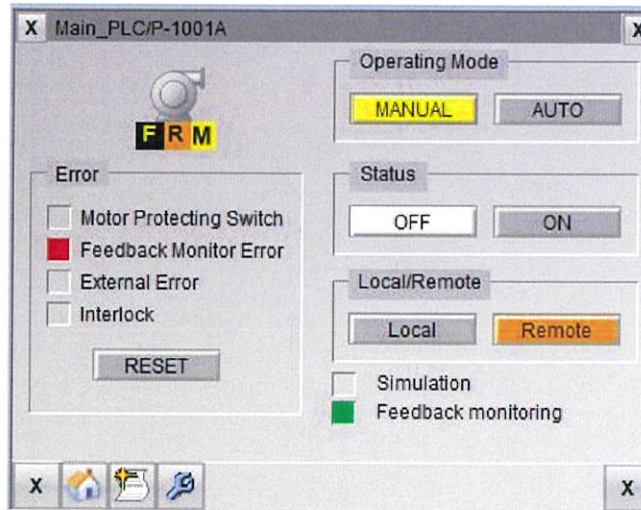 X Main_PLC/P-1001A X
F R M
Error
Motor Protecting Switch
Feedback Monitor Error
External Error
Interlock
RESET
Operating Mode
MANUAL AUTO
Status
OFF ON
Local/Remote
Local Remote
Simulation
Feedback monitoring
X X